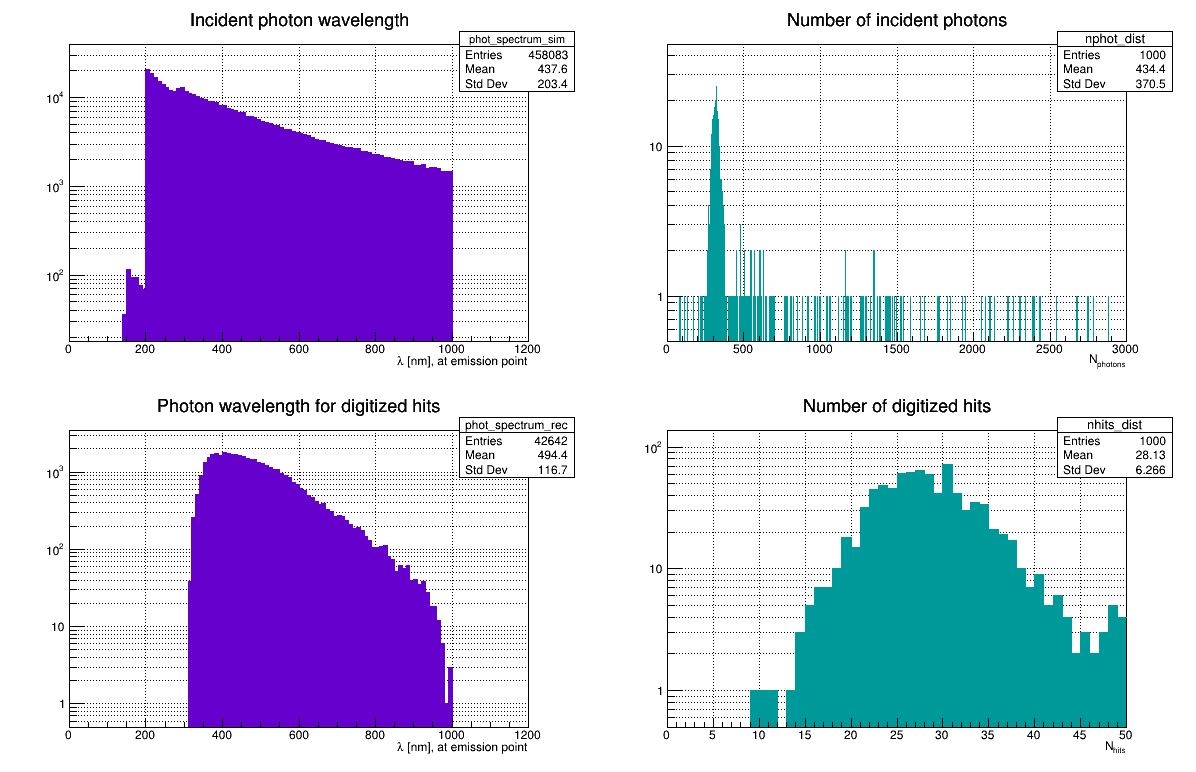 Incident photon wavelength
phot_spectrum_sim
Entries 458083
Mean 437.6
Std Dev 203.4
10^4
10^3
10^2
0 200 400 600 800 1000 1200
λ [nm], at emission point
Number of incident photons
nphot_dist
Entries 1000
Mean 434.4
Std Dev 370.5
10
1
0 500 1000 1500 2000 2500 3000
N_photons
Photon wavelength for digitized hits
phot_spectrum_rec
Entries 42642
Mean 494.4
Std Dev 116.7
10^3
10^2
10
1
0 200 400 600 800 1000 1200
λ [nm], at emission point
Number of digitized hits
nhits_dist
Entries 1000
Mean 28.13
Std Dev 6.266
10^2
10
1
0 5 10 15 20 25 30 35 40 45 50
N_hits